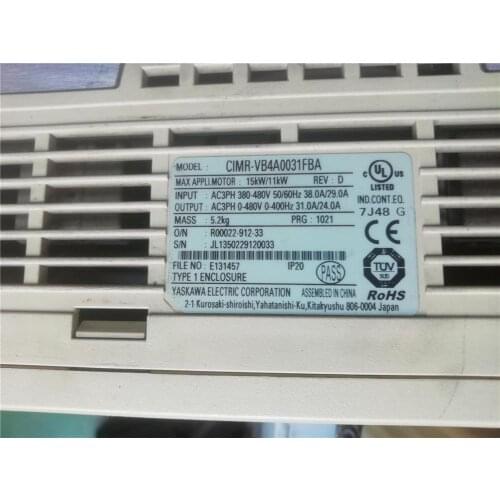 MODEL : CIMR-VB4A0031FBA
MAX APPLI.MOTOR : 15kW/11kW REV : D
INPUT : AC3PH 380-480V 50/60Hz 38.0A/29.0A
OUTPUT : AC3PH 0-480V 0-400Hz 31.0A/24.0A
MASS : 5.2kg PRG : 1021
O/N : R00022-912-33
S/N : JL1350229120033
FILE NO : E131457 IP20
TYPE 1 ENCLOSURE
PASS
YASKAWA ELECTRIC CORPORATION ASSEMBLED IN CHINA
2-1 Kurosaki-shiroishi,Yahatanishi-Ku,Kitakyushu 806-0004 Japan
c UL us
LISTED
IND.CONT.EQ.
7J48 G
CE
TÜV
RoHS